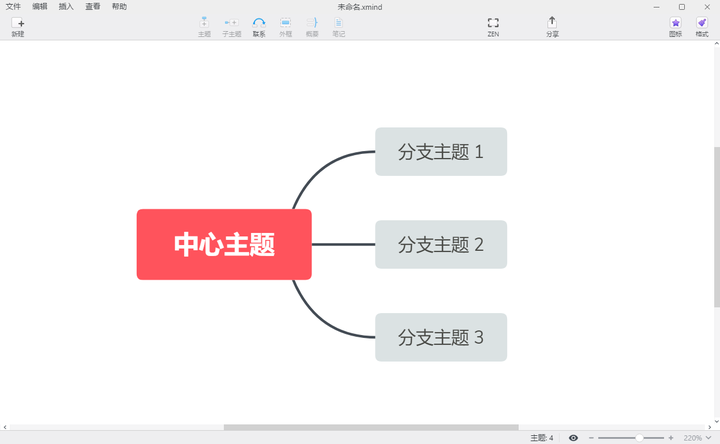 文件 编辑 插入 查看 帮助
未命名.xmind
新建 主题 子主题 联系 外框 概要 笔记 ZEN 分享 图标 格式
分支主题 1
中心主题
分支主题 2
分支主题 3
主题: 4
220%